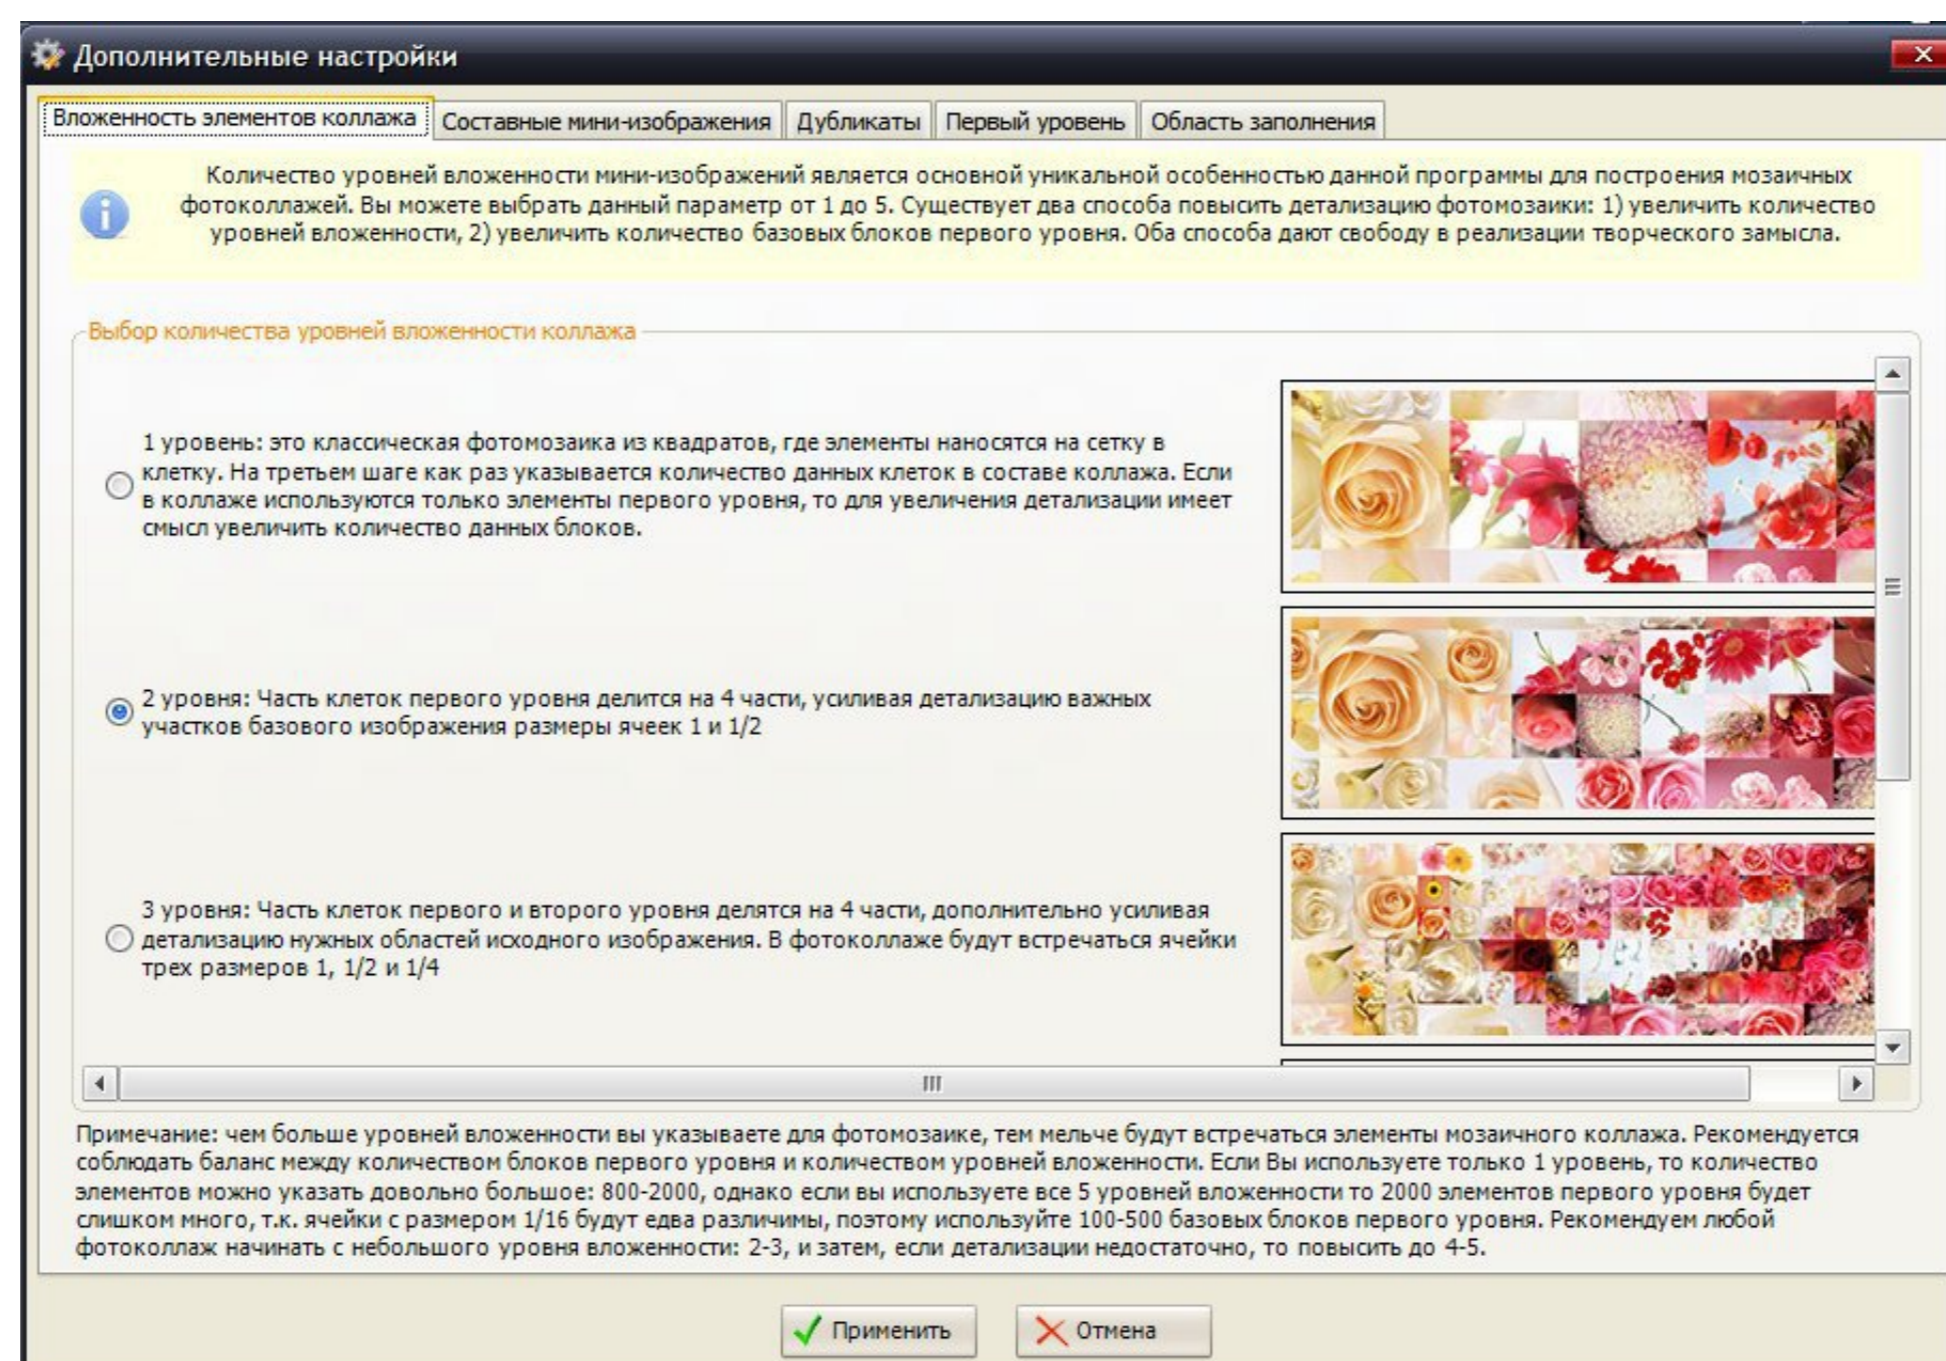 Дополнительные настройки
Вложенность элементов коллажа
Составные мини-изображения
Дубликаты
Первый уровень
Область заполнения
Количество уровней вложенности мини-изображений является основной уникальной особенностью данной программы для построения мозаичных
фотоколлажей. Вы можете выбрать данный параметр от 1 до 5. Существует два способа повысить детализацию фотомозаики: 1) увеличить количество
уровней вложенности, 2) увеличить количество базовых блоков первого уровня. Оба способа дают свободу в реализации творческого замысла.
Выбор количества уровней вложенности коллажа
1 уровень: это классическая фотомозаика из квадратов, где элементы наносятся на сетку в
клетку. На третьем шаге как раз указывается количество данных клеток в составе коллажа. Если
в коллаже используются только элементы первого уровня, то для увеличения детализации имеет
смысл увеличить количество данных блоков.
2 уровня: Часть клеток первого уровня делится на 4 части, усиливая детализацию важных
участков базового изображения размеры ячеек 1 и 1/2
3 уровня: Часть клеток первого и второго уровня делятся на 4 части, дополнительно усиливая
детализацию нужных областей исходного изображения. В фотоколлаже будут встречаться ячейки
трех размеров 1, 1/2 и 1/4
Примечание: чем больше уровней вложенности вы указываете для фотомозаике, тем мельче будут встречаться элементы мозаичного коллажа. Рекомендуется
соблюдать баланс между количеством блоков первого уровня и количеством уровней вложенности. Если Вы используете только 1 уровень, то количество
элементов можно указать довольно большое: 800-2000, однако если вы используете все 5 уровней вложенности то 2000 элементов первого уровня будет
слишком много, т.к. ячейки с размером 1/16 будут едва различимы, поэтому используйте 100-500 базовых блоков первого уровня. Рекомендуем любой
фотоколлаж начинать с небольшого уровня вложенности: 2-3, и затем, если детализации недостаточно, то повысить до 4-5.
Применить
Отмена